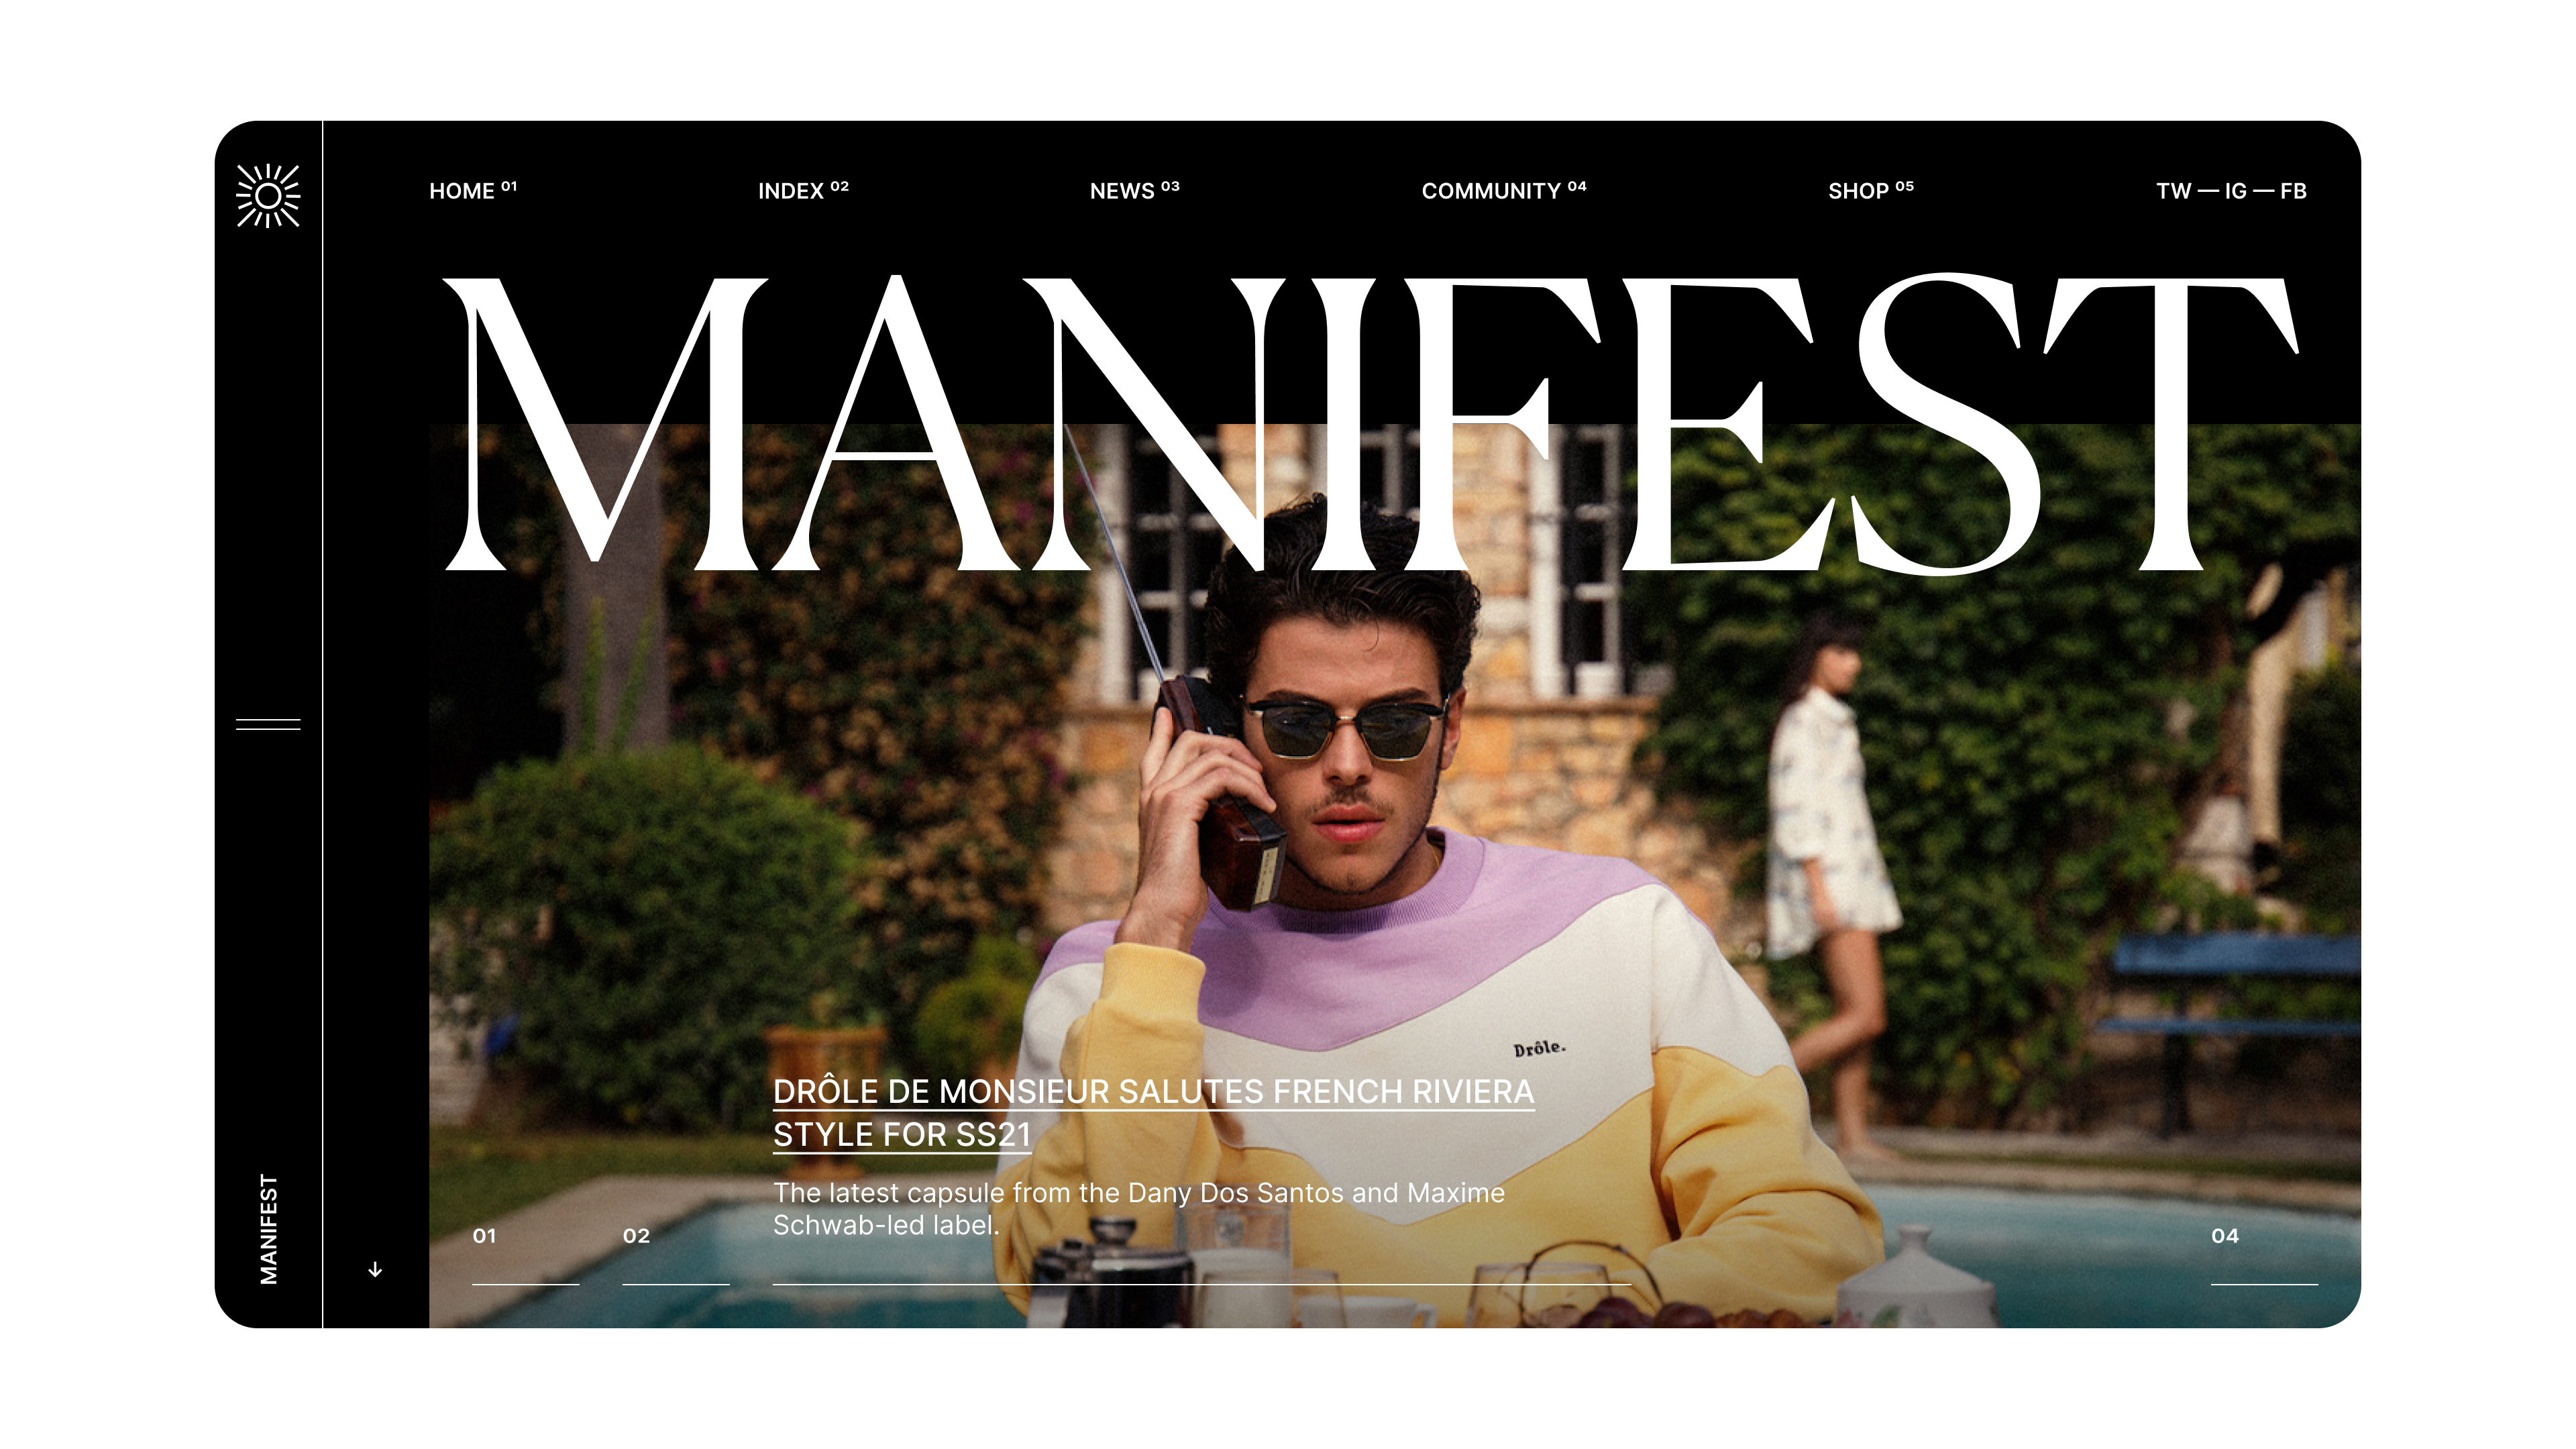 HOME 01
INDEX 02
NEWS 03
COMMUNITY 04
SHOP 05
TW — IG — FB
MANIFEST
Drôle.
DRÔLE DE MONSIEUR SALUTES FRENCH RIVIERA
STYLE FOR SS21
The latest capsule from the Dany Dos Santos and Maxime
Schwab-led label.
01
02
04
MANIFEST